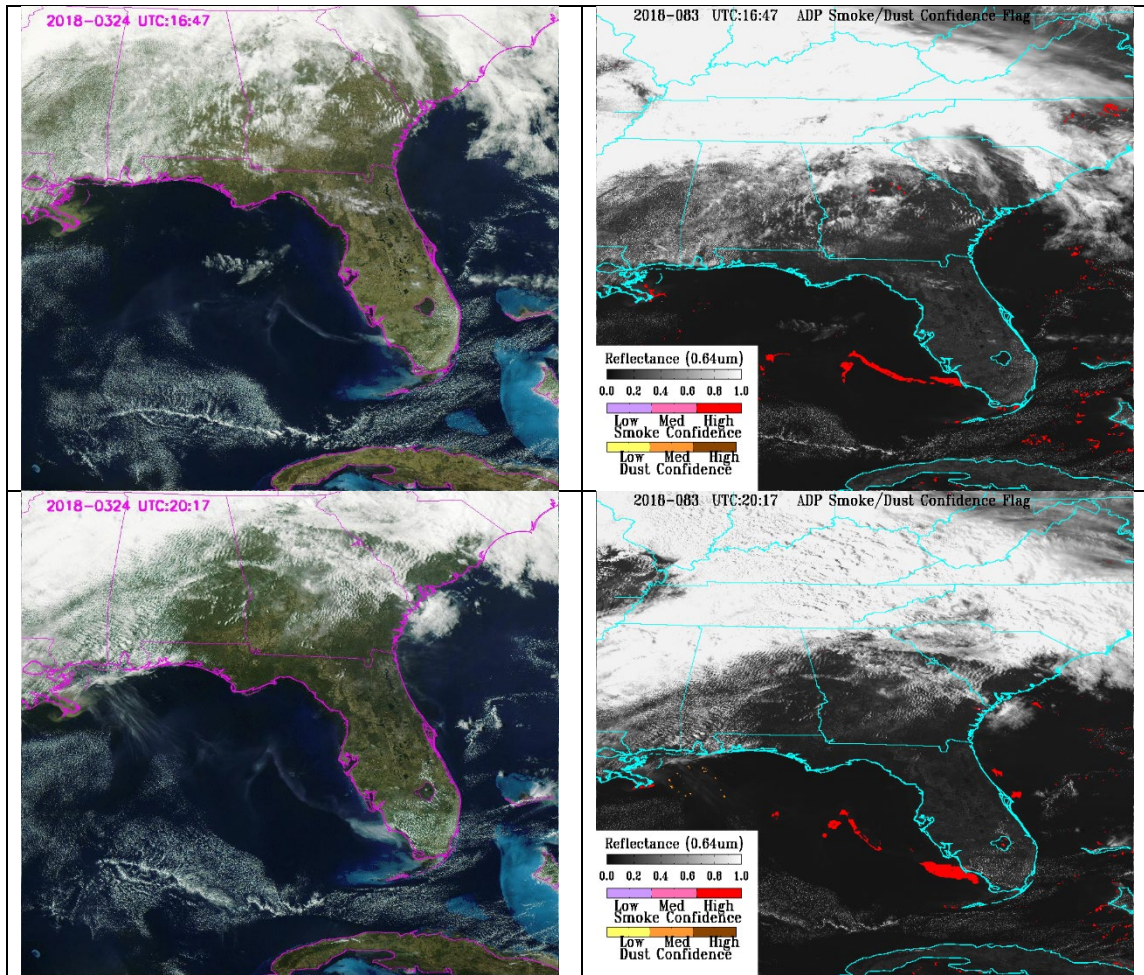 2018-0324 UTC:16:47
2018-083 UTC:16:47 ADP Smoke/Dust Confidence Flag
Reflectance (0.64um)
0.0 0.2 0.4 0.6 0.8 1.0
Low Med High
Smoke Confidence
Low Med High
Dust Confidence
2018-0324 UTC:20:17
2018-083 UTC:20:17 ADP Smoke/Dust Confidence Flag
Reflectance (0.64um)
0.0 0.2 0.4 0.6 0.8 1.0
Low Med High
Smoke Confidence
Low Med High
Dust Confidence